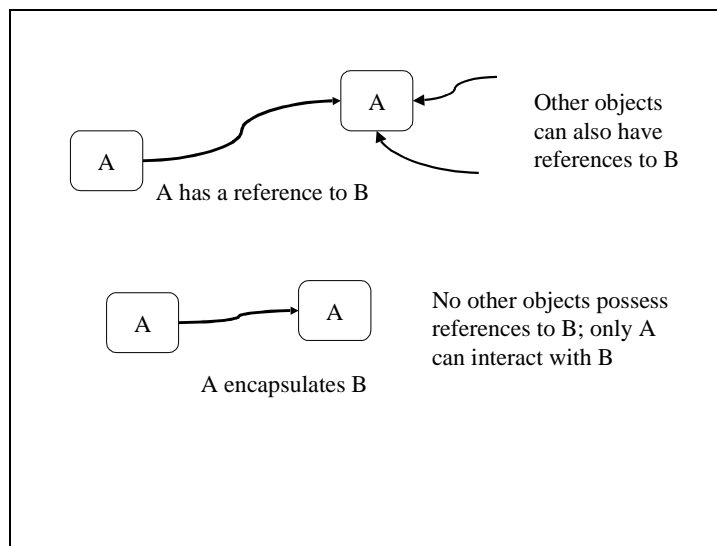 A
Other objects
can also have
references to B
A
A has a reference to B
A
A
No other objects possess
references to B; only A
can interact with B
A encapsulates B